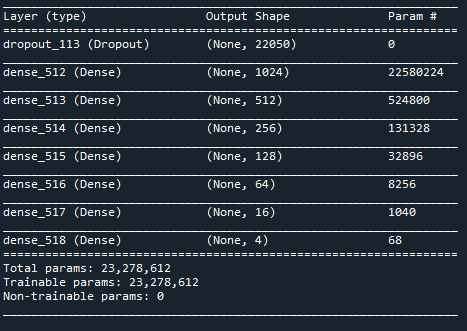 Layer (type) Output Shape Param #
dropout_113 (Dropout) (None, 22050) 0
dense_512 (Dense) (None, 1024) 22580224
dense_513 (Dense) (None, 512) 524800
dense_514 (Dense) (None, 256) 131328
dense_515 (Dense) (None, 128) 32896
dense_516 (Dense) (None, 64) 8256
dense_517 (Dense) (None, 16) 1040
dense_518 (Dense) (None, 4) 68
Total params: 23,278,612
Trainable params: 23,278,612
Non-trainable params: 0